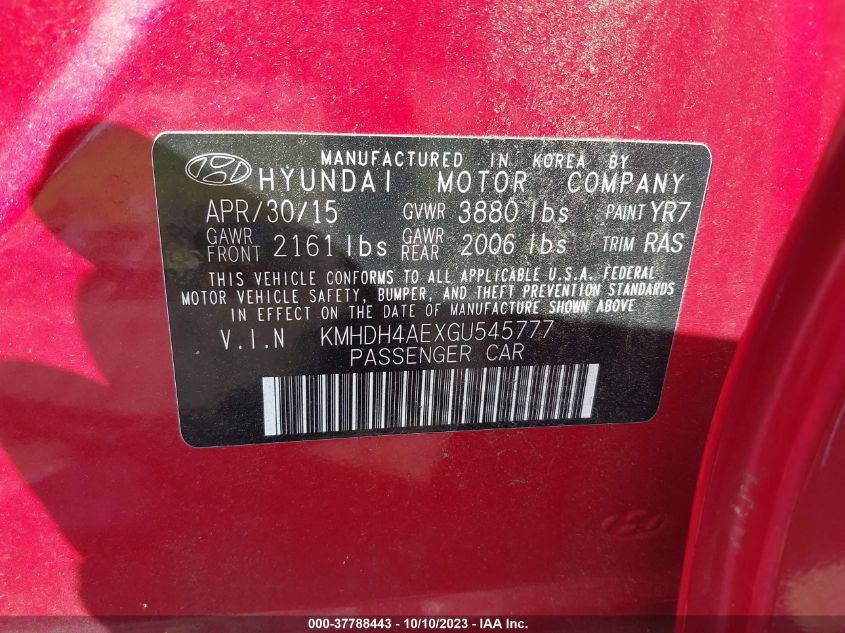 MANUFACTURED IN KOREA BY
HYUNDAI MOTOR COMPANY
APR/30/15 GVWR 3880 lbs PAINT YR7
GAWR FRONT 2161 lbs GAWR REAR 2006 lbs TRIM RAS
THIS VEHICLE CONFORMS TO ALL APPLICABLE U.S.A. FEDERAL
MOTOR VEHICLE SAFETY, BUMPER, AND THEFT PREVENTION STANDARDS
IN EFFECT ON THE DATE OF MANUFACTURE SHOWN ABOVE
V.I.N KMHDH4AEXGU545777
PASSENGER CAR
000-37788443 - 10/10/2023 - IAA Inc.